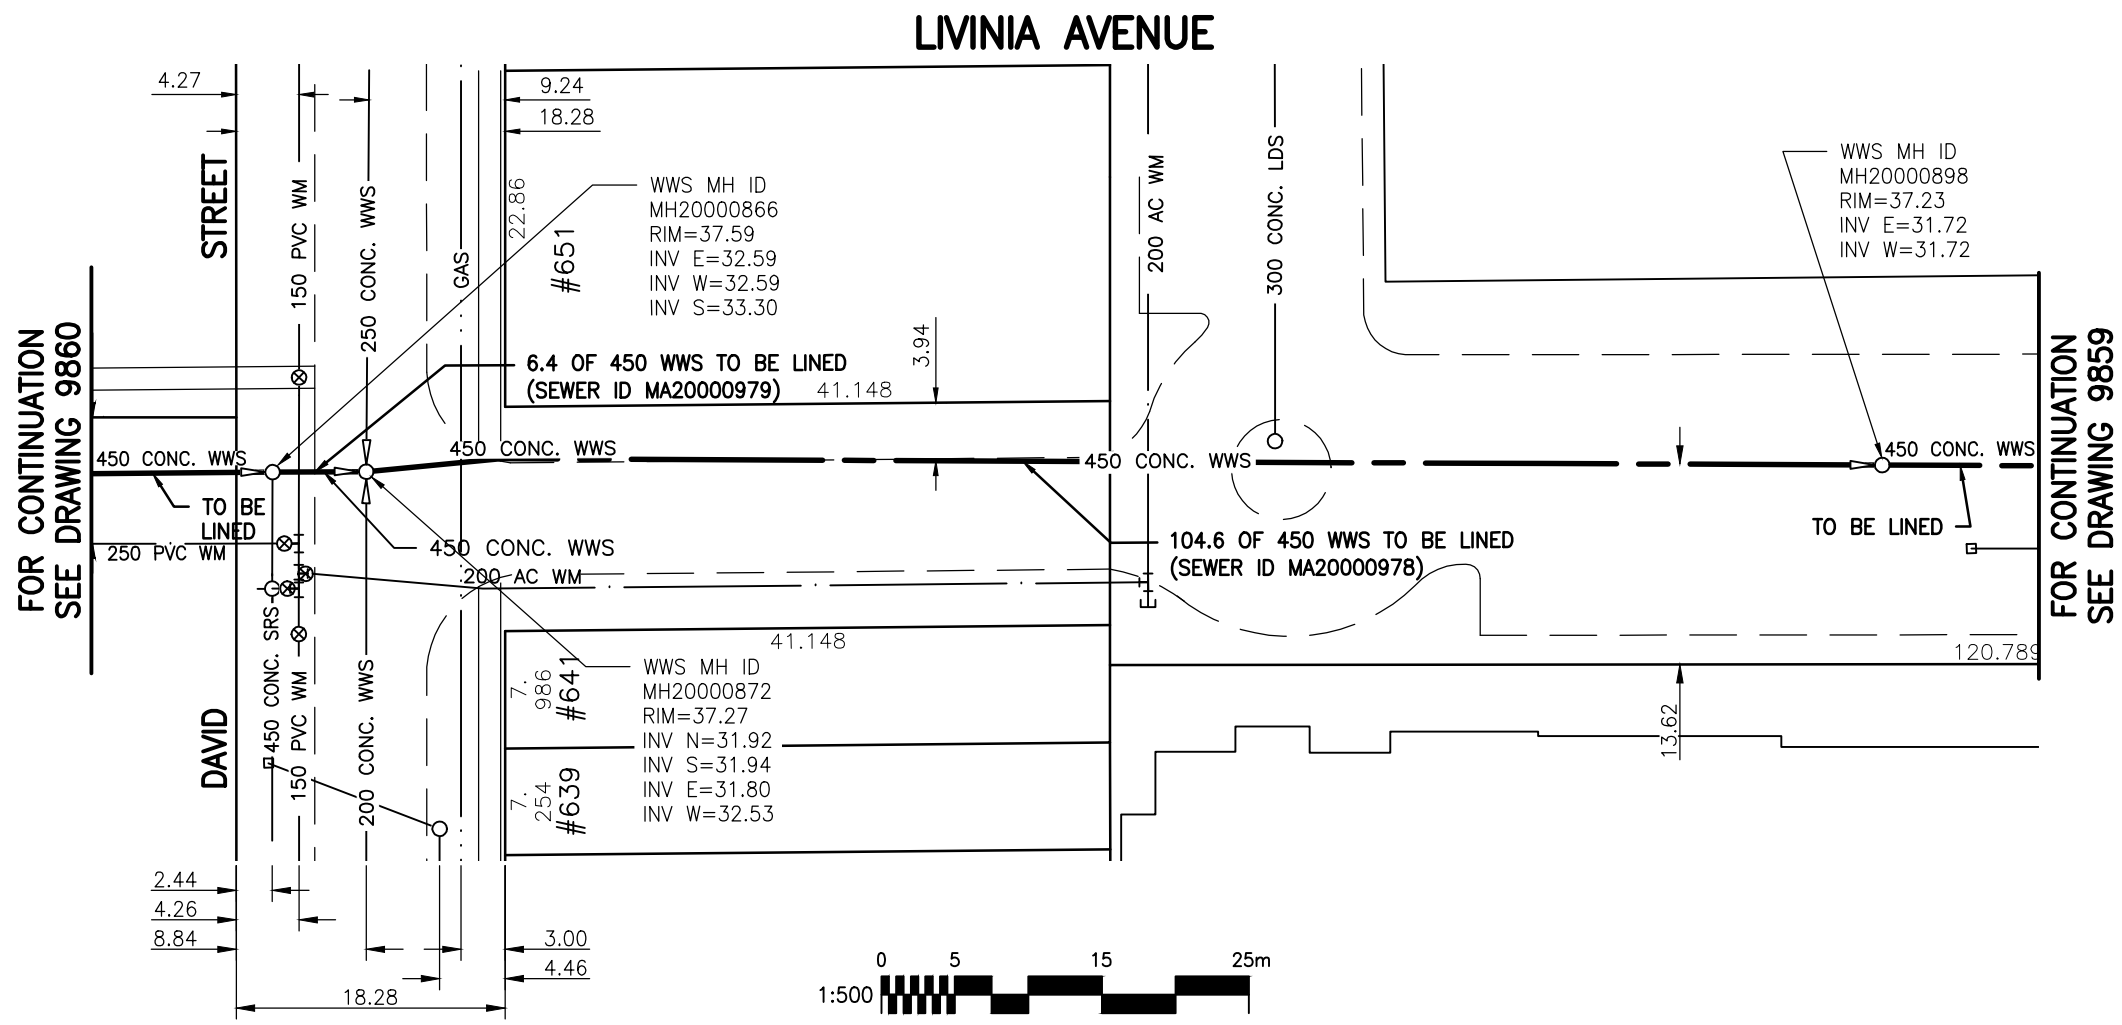 LIVINIA AVENUE
4.27
9.24
18.28
STREET
150 PVC WM
250 CONC. WWS
GAS
22.86
#651
WWS MH ID
MH20000866
RIM=37.59
INV E=32.59
INV W=32.59
INV S=33.30
200 AC WM
300 CONC. LDS
WWS MH ID
MH20000898
RIM=37.23
INV E=31.72
INV W=31.72
FOR CONTINUATION
SEE DRAWING 9860
6.4 OF 450 WWS TO BE LINED
(SEWER ID MA20000979)
41.148
3.94
450 CONC. WWS
450 CONC. WWS
450 CONC. WWS
450 CONC. WWS
FOR CONTINUATION
SEE DRAWING 9859
TO BE
LINED
250 PVC WM
450 CONC. WWS
200 AC WM
104.6 OF 450 WWS TO BE LINED
(SEWER ID MA20000978)
TO BE LINED
41.148
120.789
DAVID
450 CONC. SRS
150 PVC WM
200 CONC. WWS
7.
986
#641
7.
254
#639
WWS MH ID
MH20000872
RIM=37.27
INV N=31.92
INV S=31.94
INV E=31.80
INV W=32.53
13.62
2.44
4.26
8.84
3.00
4.46
18.28
0 5 15 25m
1:500